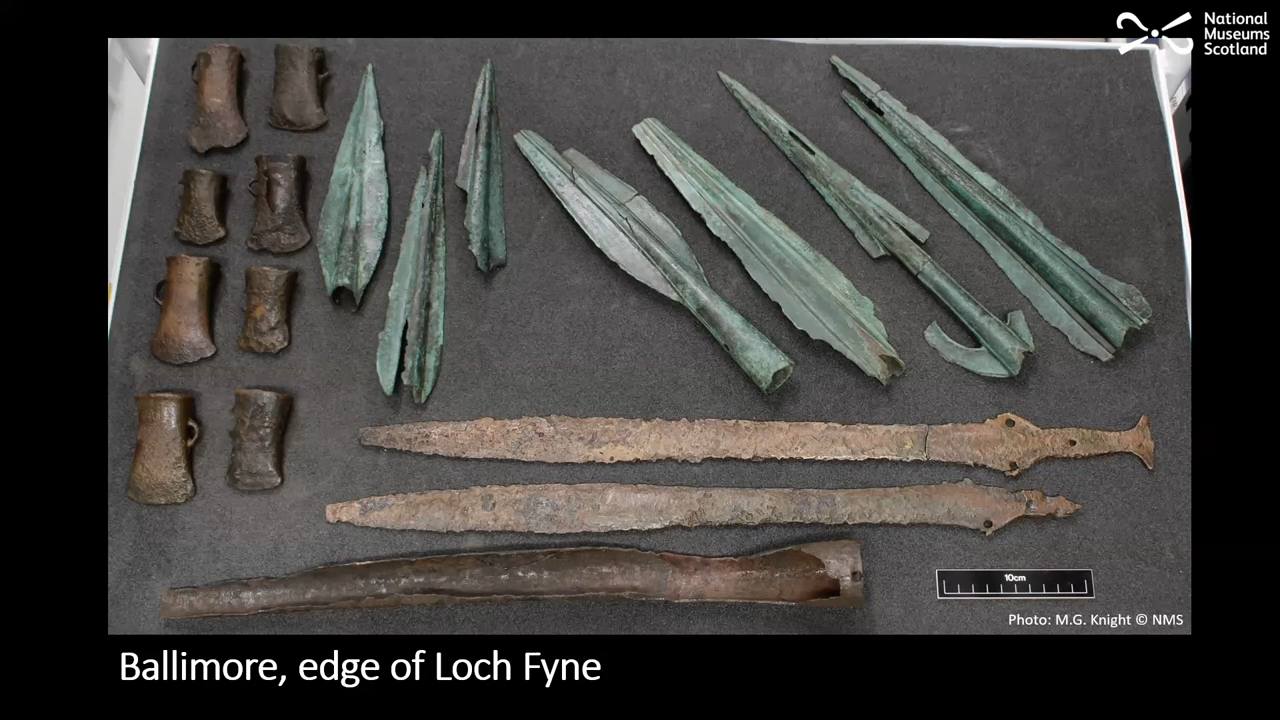 National
Museums
Scotland
10cm
Photo: M.G. Knight © NMS
Ballimore, edge of Loch Fyne